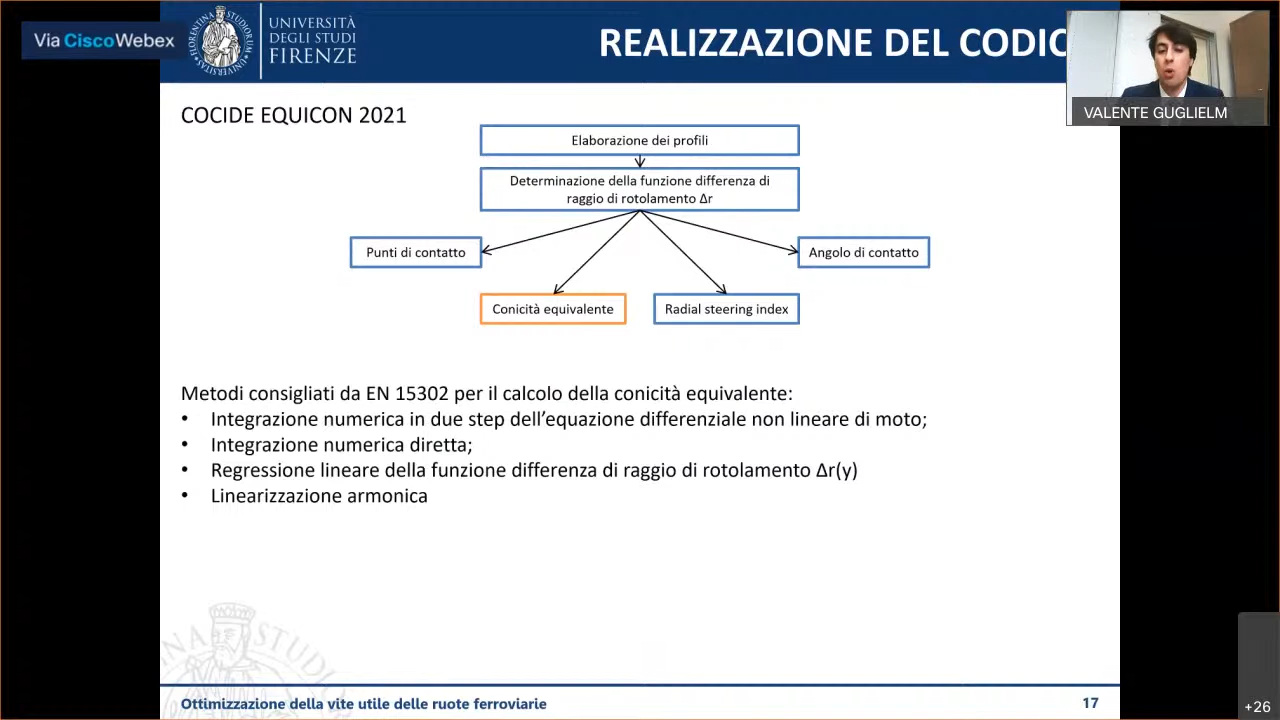 Via Cisco Webex
UNIVERSITÀ
DEGLI STUDI
FIRENZE
REALIZZAZIONE DEL CODIC
VALENTE GUGLIELM
COCIDE EQUICON 2021
Elaborazione dei profili
Determinazione della funzione differenza di
raggio di rotolamento Δr
Punti di contatto
Angolo di contatto
Conicità equivalente
Radial steering index
Metodi consigliati da EN 15302 per il calcolo della conicità equivalente:
• Integrazione numerica in due step dell’equazione differenziale non lineare di moto;
• Integrazione numerica diretta;
• Regressione lineare della funzione differenza di raggio di rotolamento Δr(y)
• Linearizzazione armonica
Ottimizzazione della vite utile delle ruote ferroviarie
17
+26